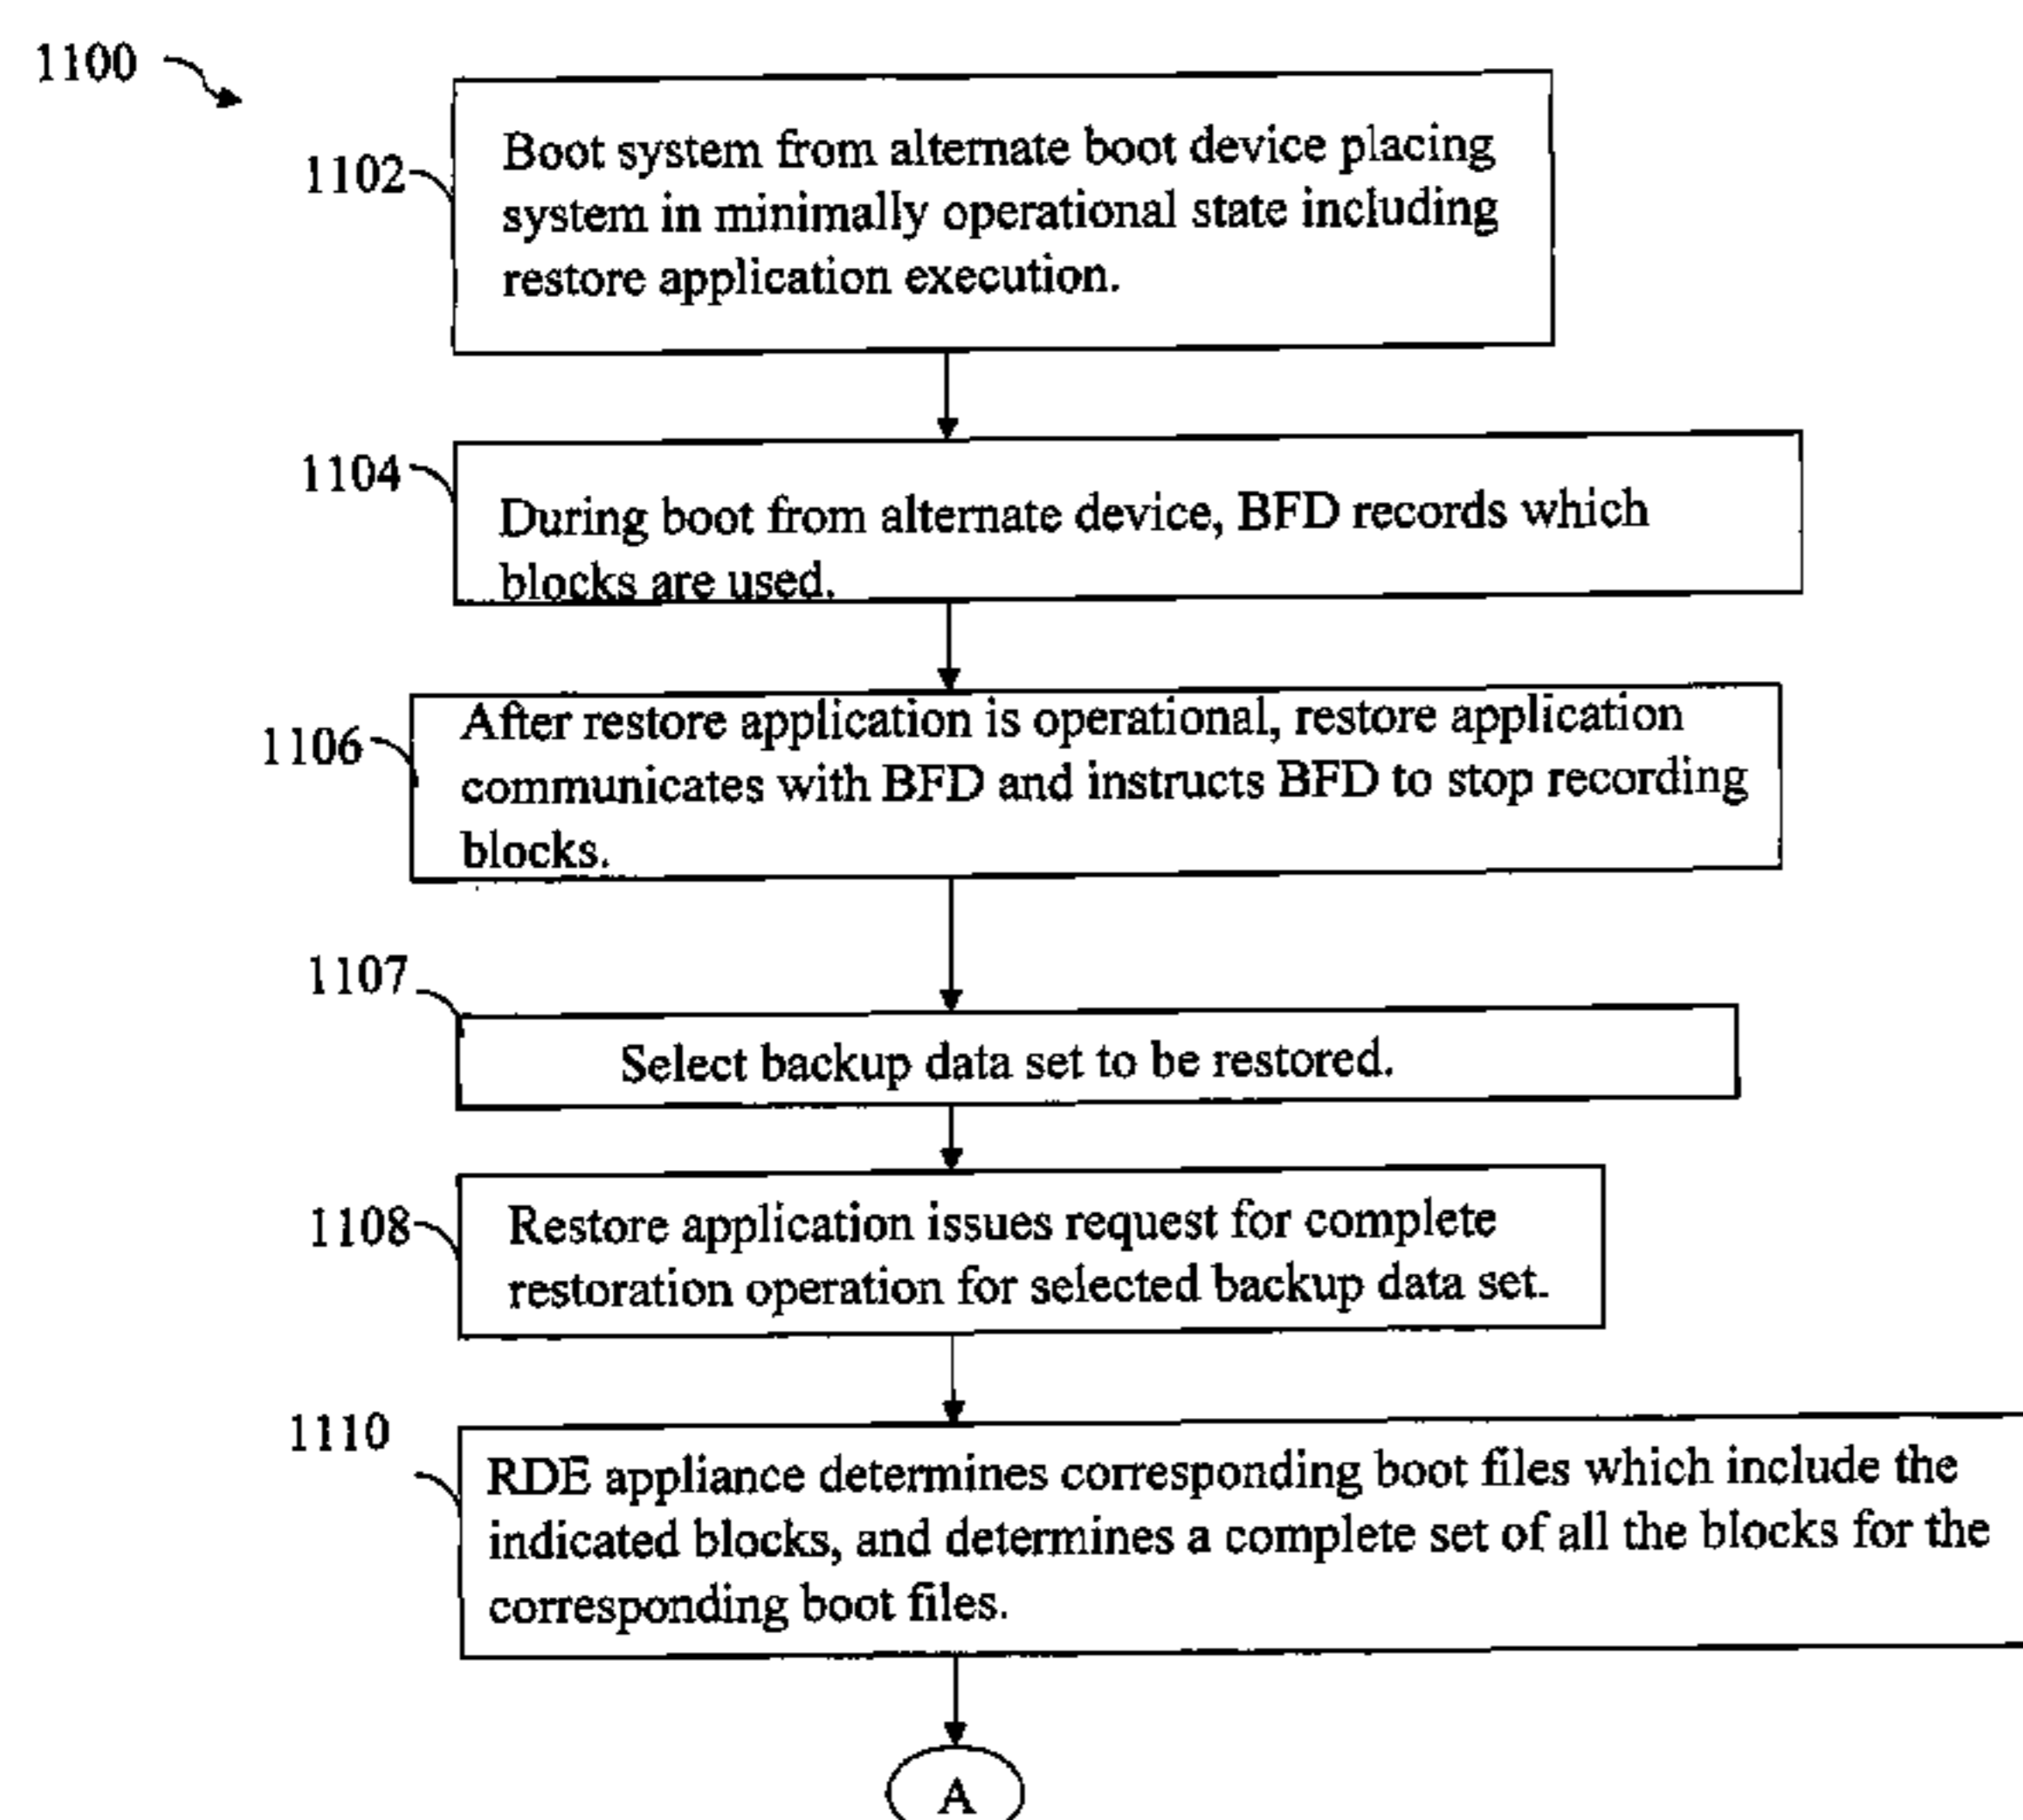 1100
1102
Boot system from alternate boot device placing
system in minimally operational state including
restore application execution.
1104
During boot from alternate device, BFD records which
blocks are used.
1106
After restore application is operational, restore application
communicates with BFD and instructs BFD to stop recording
blocks.
1107
Select backup data set to be restored.
1108
Restore application issues request for complete
restoration operation for selected backup data set.
1110
RDE appliance determines corresponding boot files which include the
indicated blocks, and determines a complete set of all the blocks for the
corresponding boot files.
A